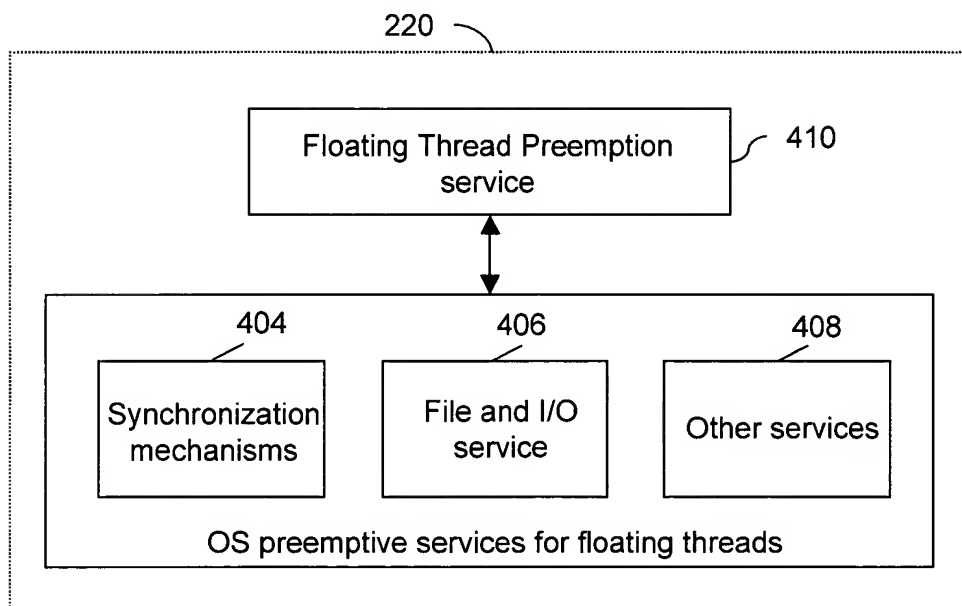 220
Floating Thread Preemption
service
410
404
406
408
Synchronization
mechanisms
File and I/O
service
Other services
OS preemptive services for floating threads